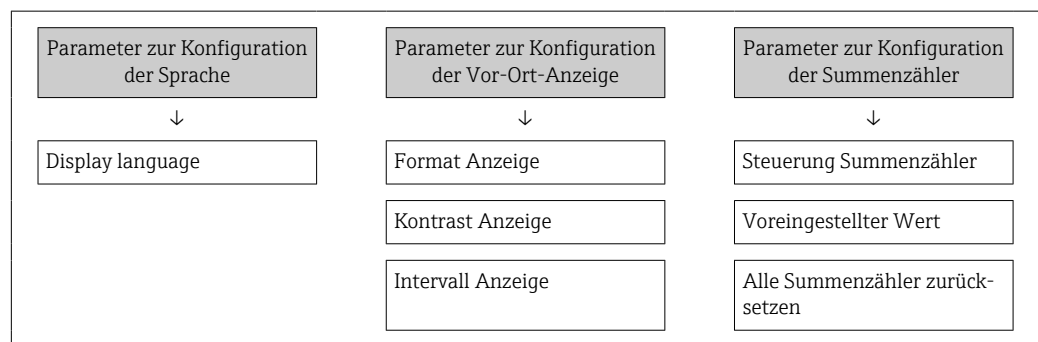 Parameter zur Konfiguration
der Sprache
Parameter zur Konfiguration
der Vor-Ort-Anzeige
Parameter zur Konfiguration
der Summenzähler
↓
↓
↓
Display language
Format Anzeige
Steuerung Summenzähler
Kontrast Anzeige
Voreingestellter Wert
Intervall Anzeige
Alle Summenzähler zurück-
setzen